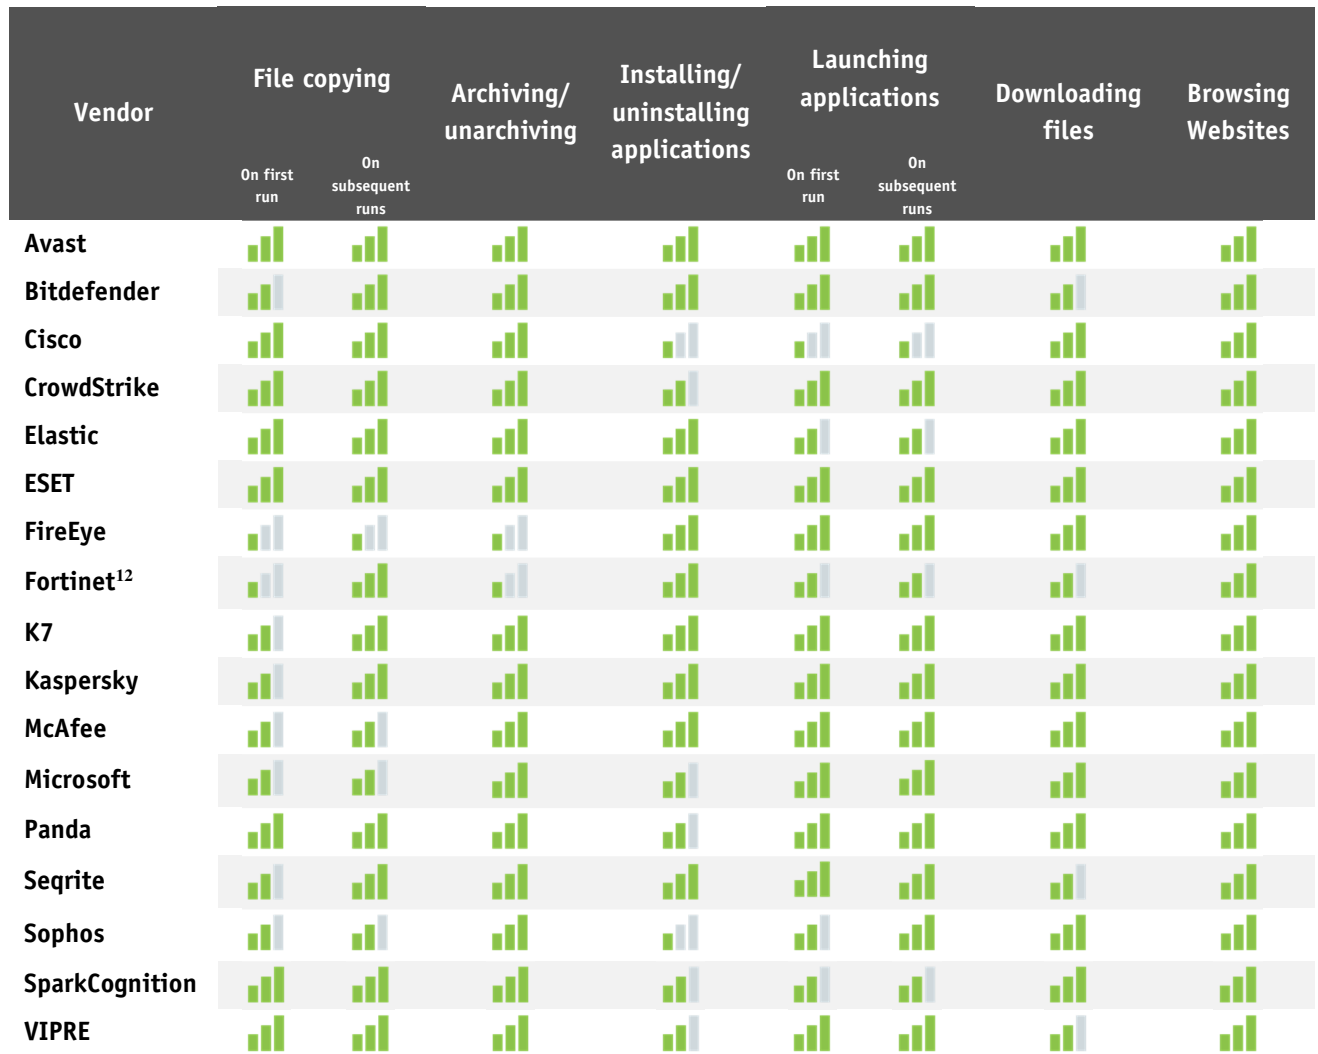 Vendor
File copying
On first
run
On
subsequent
runs
Archiving/
unarchiving
Installing/
uninstalling
applications
Launching
applications
On first
run
On
subsequent
runs
Downloading
files
Browsing
Websites
Avast
Bitdefender
Cisco
CrowdStrike
Elastic
ESET
FireEye
Fortinet12
K7
Kaspersky
McAfee
Microsoft
Panda
Seqrite
Sophos
SparkCognition
VIPRE